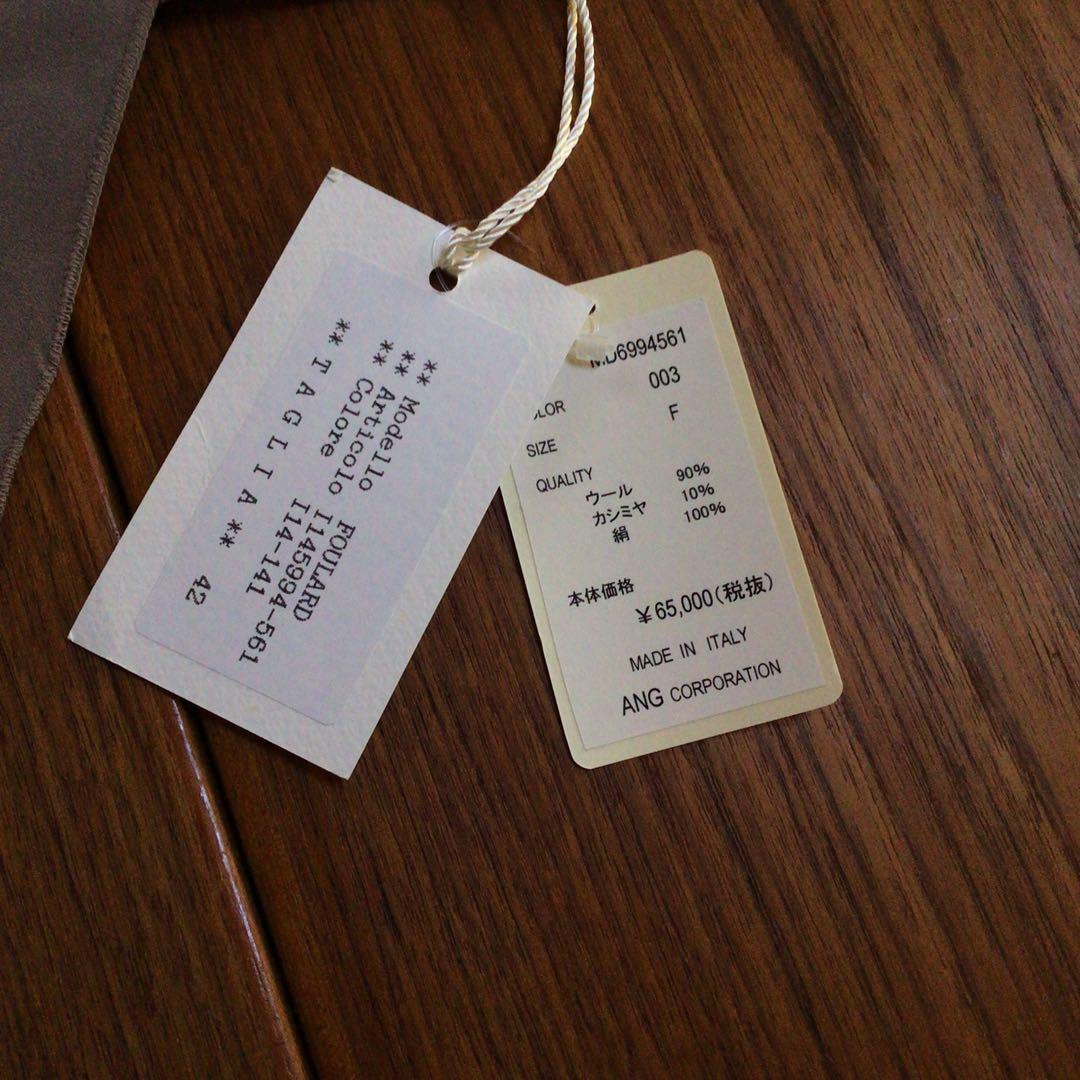 ** Modello FOULARD
** Articolo I145994-561
** Colore I14-141
** T A G L I A ** 42
MD6994561
003
F
SIZE
QUALITY
ウール 90%
カシミヤ 10%
絹 100%
本体価格
¥65,000(税抜)
MADE IN ITALY
ANG CORPORATION